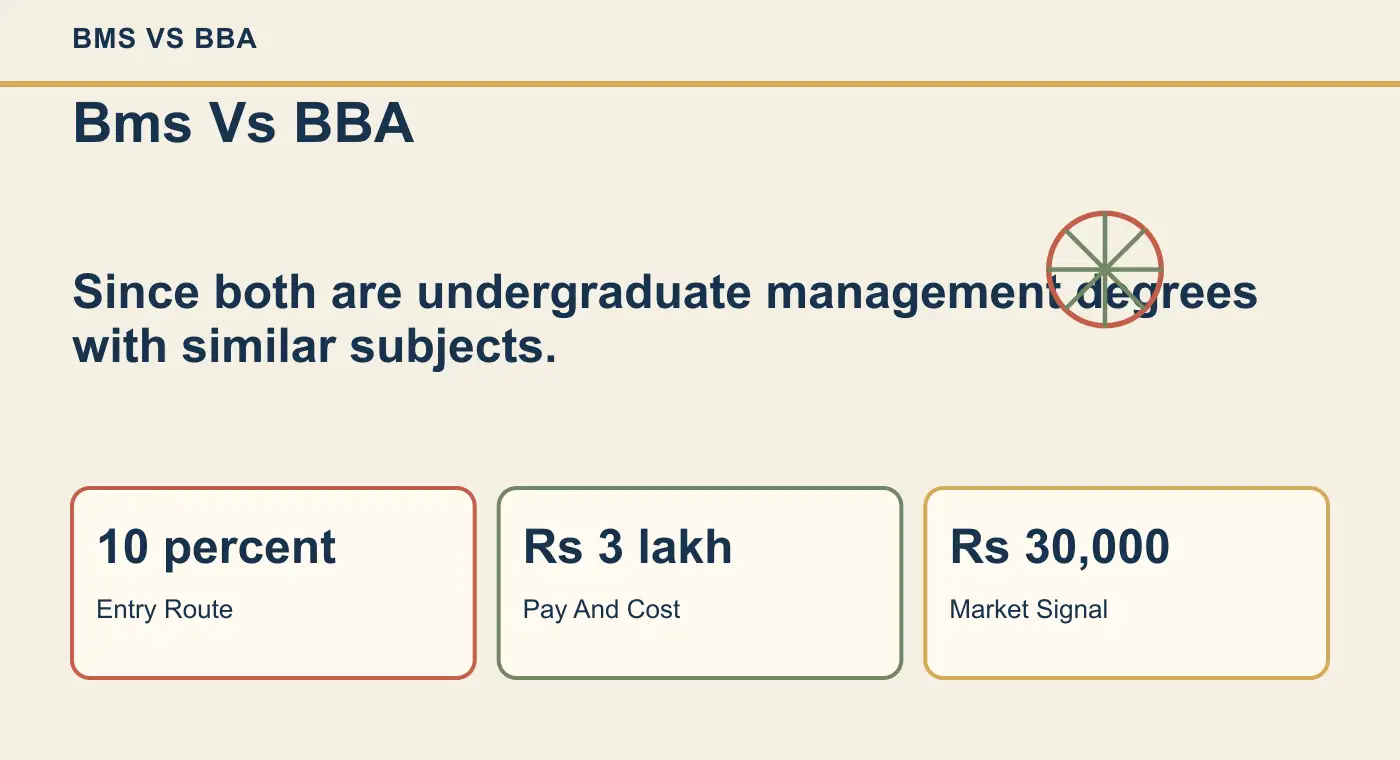 BMS VS BBA
Bms Vs BBA
Since both are undergraduate management degrees
with similar subjects.
10 percent
Entry Route
Rs 3 lakh
Pay And Cost
Rs 30,000
Market Signal